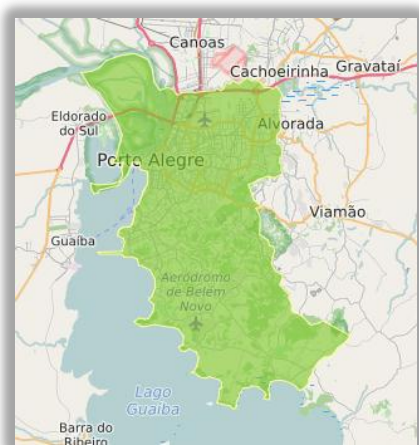 Canoas
Cachoeirinha
Gravataí
Eldorado
do Sul
Alvorada
Porto Alegre
Viamão
Guaíba
Aeródromo
de Belém
Novo
Lago
Guaíba
Barra do
Ribeiro